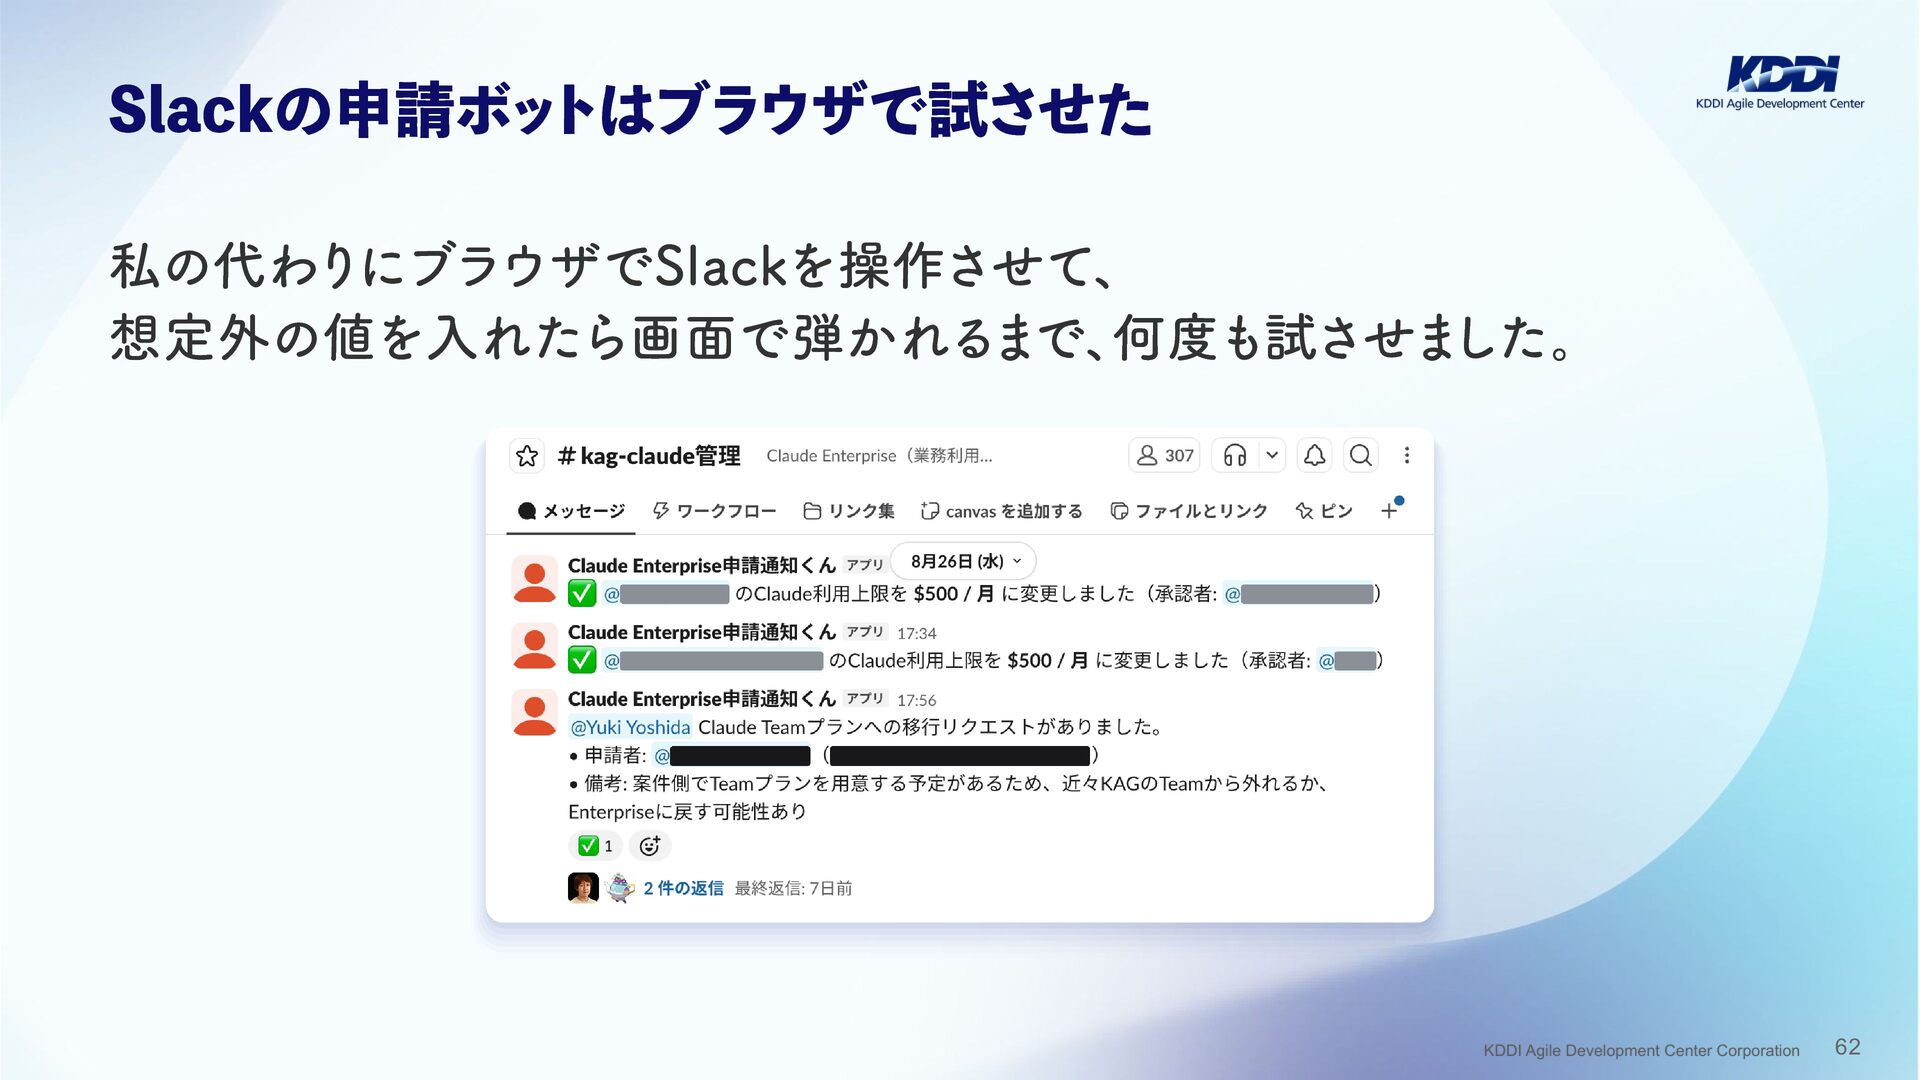 Slackの申請ボットはブラウザで試させた
KDDI
KDDI Agile Development Center
私の代わりにブラウザでSlackを操作させて、
想定外の値を入れたら画面で弾かれるまで、何度も試させました。
#kag-claude管理 Claude Enterprise（業務利用... 307
メッセージ ワークフロー リンク集 canvas を追加する ファイルとリンク ピン +
Claude Enterprise申請通知くん アプリ 8月26日 (水)
@ のClaude利用上限を $500 / 月 に変更しました（承認者: @ ）
Claude Enterprise申請通知くん アプリ 17:34
@ のClaude利用上限を $500 / 月 に変更しました（承認者: @ ）
Claude Enterprise申請通知くん アプリ 17:56
@Yuki Yoshida Claude Teamプランへの移行リクエストがありました。
• 申請者: @ （ ）
• 備考: 案件側でTeamプランを用意する予定があるため、近々KAGのTeamから外れるか、
Enterpriseに戻す可能性あり
1
2 件の返信 最終返信: 7日前
KDDI Agile Development Center Corporation 62